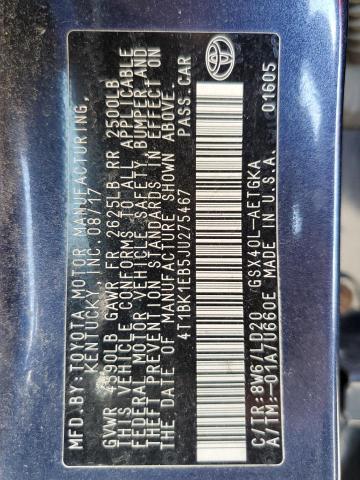 MFD.BY:TOYOTA MOTOR MANUFACTURING,
KENTUCKY,INC. 08/17
GVWR 4590LB GAWR FR 2625LB RR 2500LB
THIS VEHICLE CONFORMS TO ALL APPLICABLE
FEDERAL MOTOR VEHICLE SAFETY, BUMPER, AND
THEFT PREVENTION STANDARDS IN EFFECT ON
THE DATE OF MANUFACTURE SHOWN ABOVE.
4T1BK1EB5JU275467 PASS.CAR
C/TR:8W6/LD20 GSX40L-AETGKA
A/TM:-01A/U660E MADE IN U.S.A. 01605